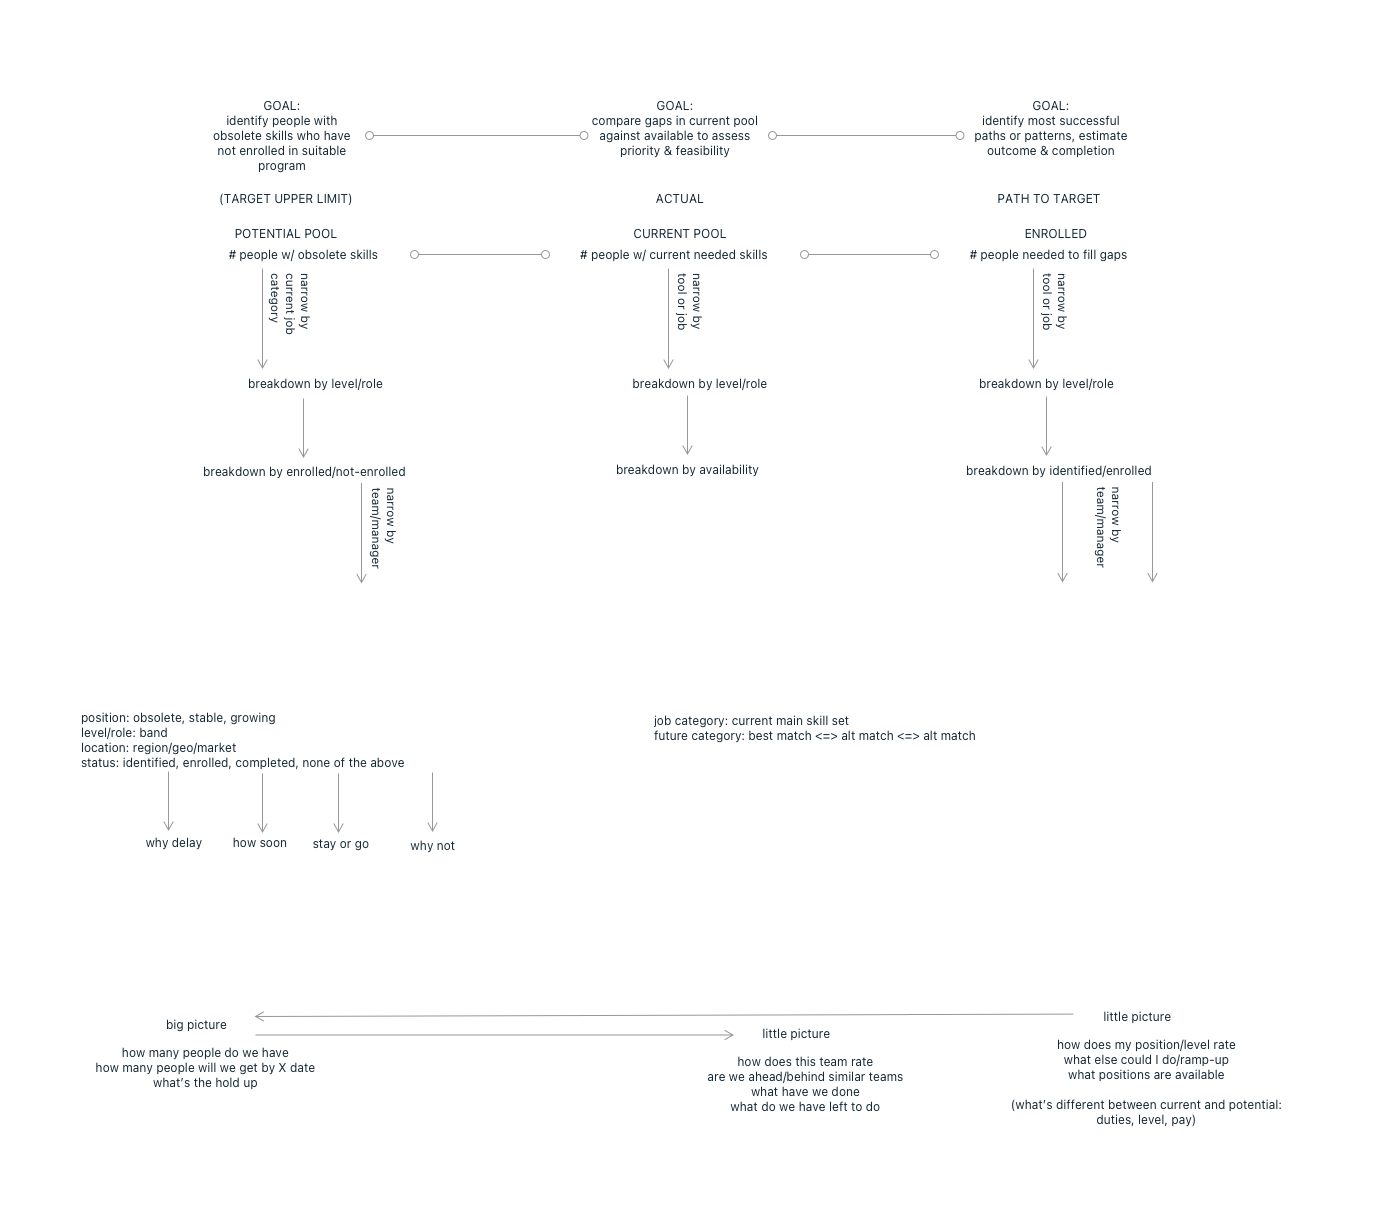 GOAL:
identify people with
obsolete skills who have
not enrolled in suitable
program
GOAL:
compare gaps in current pool
against available to assess
priority & feasibility
GOAL:
identify most successful
paths or patterns, estimate
outcome & completion
(TARGET UPPER LIMIT)
ACTUAL
PATH TO TARGET
POTENTIAL POOL
# people w/ obsolete skills
CURRENT POOL
# people w/ current needed skills
ENROLLED
# people needed to fill gaps
narrow by
current job
category
narrow by
tool or job
narrow by
tool or job
breakdown by level/role
breakdown by level/role
breakdown by level/role
breakdown by enrolled/not-enrolled
breakdown by availability
breakdown by identified/enrolled
narrow by
team/manager
narrow by
team/manager
position: obsolete, stable, growing
level/role: band
location: region/geo/market
status: identified, enrolled, completed, none of the above
job category: current main skill set
future category: best match <=> alt match <=> alt match
why delay
how soon
stay or go
why not
big picture
how many people do we have
how many people will we get by X date
what's the hold up
little picture
how does this team rate
are we ahead/behind similar teams
what have we done
what do we have left to do
little picture
how does my position/level rate
what else could I do/ramp-up
what positions are available
(what's different between current and potential:
duties, level, pay)